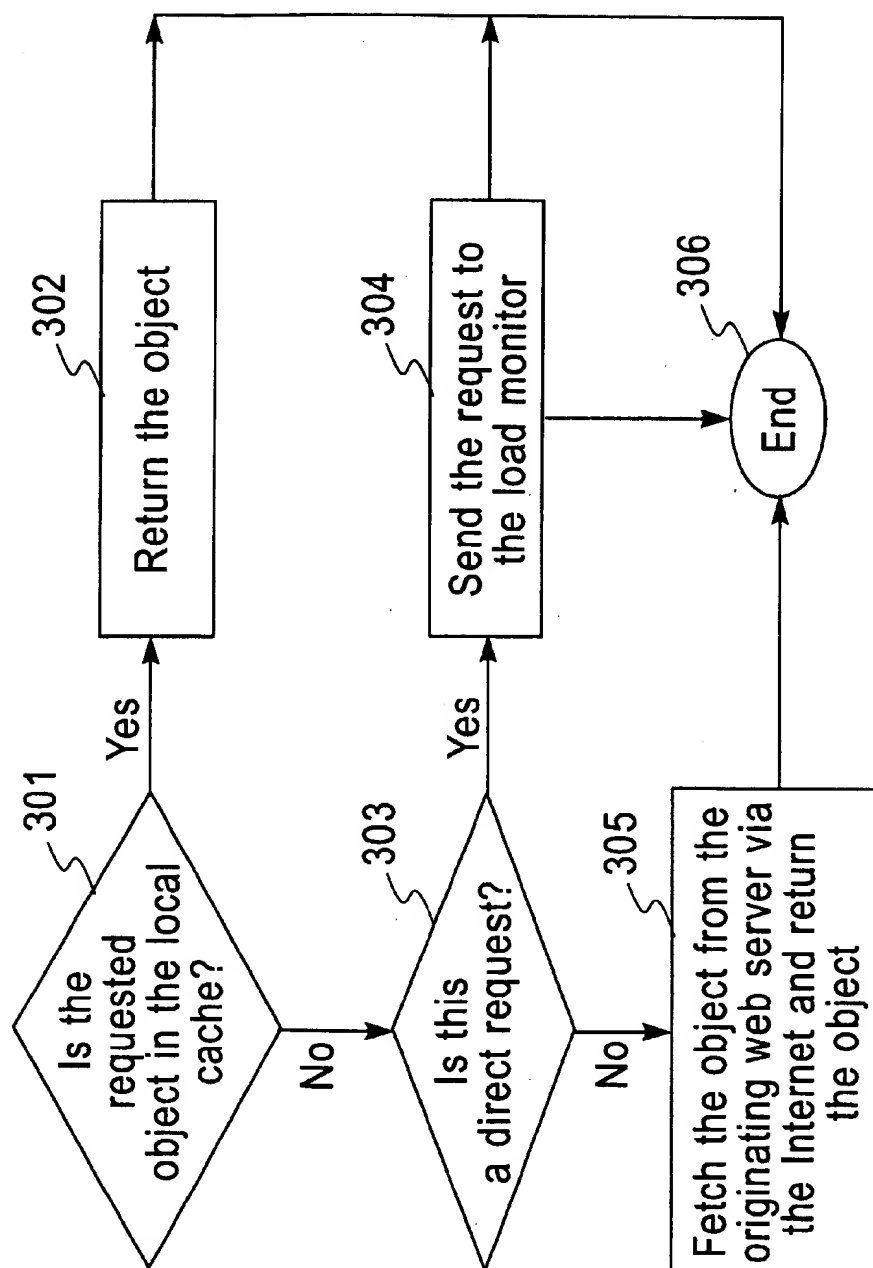 301
Is the
requested
object in the local
cache?
Yes
302
Return the object
No
303
Is this
a direct request?
Yes
304
Send the request to
the load monitor
No
305
Fetch the object from the
originating web server via
the Internet and return
the object
306
End